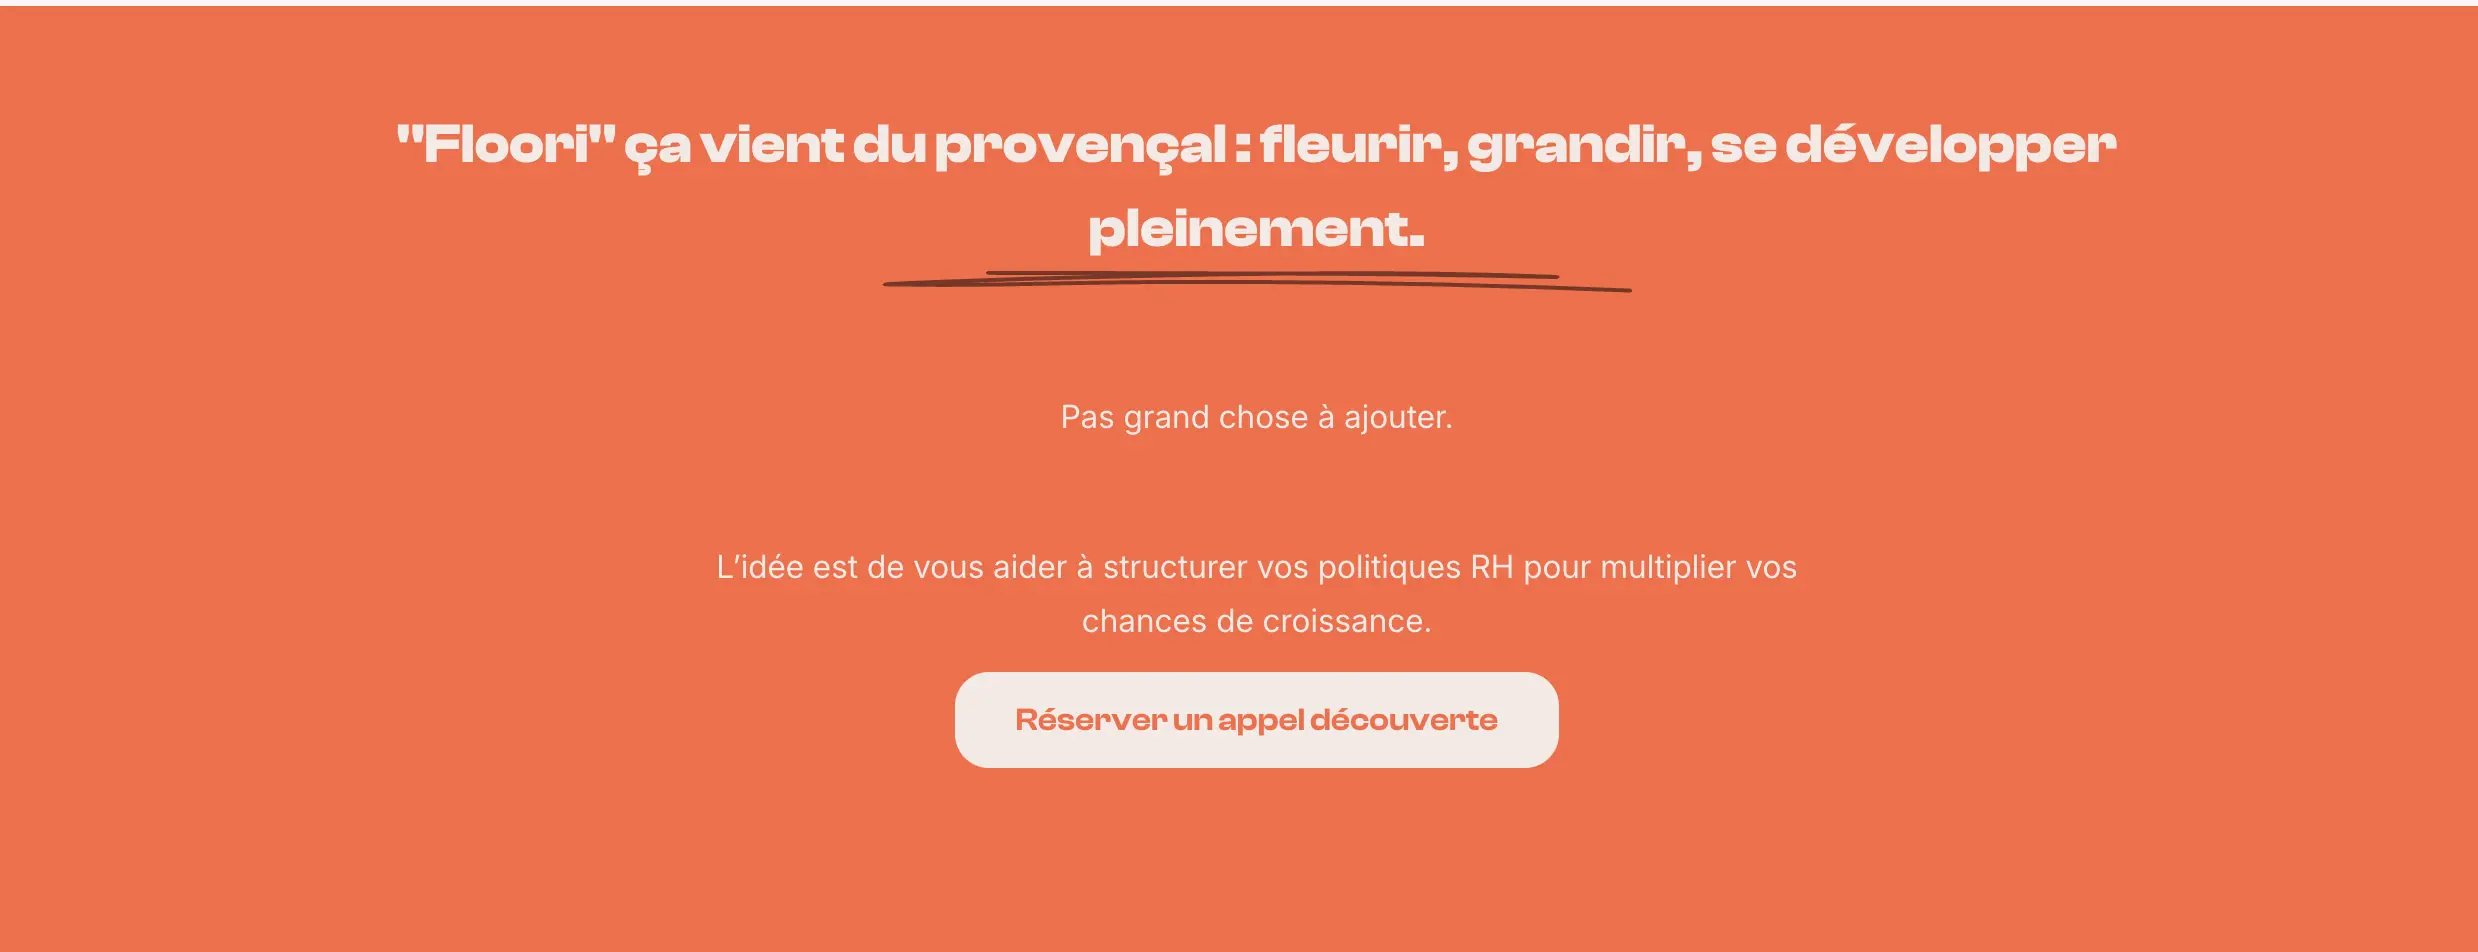 "Floori" ça vient du provençal : fleurir, grandir, se développer
pleinement.
Pas grand chose à ajouter.
L’idée est de vous aider à structurer vos politiques RH pour multiplier vos
chances de croissance.
Réserver un appel découverte